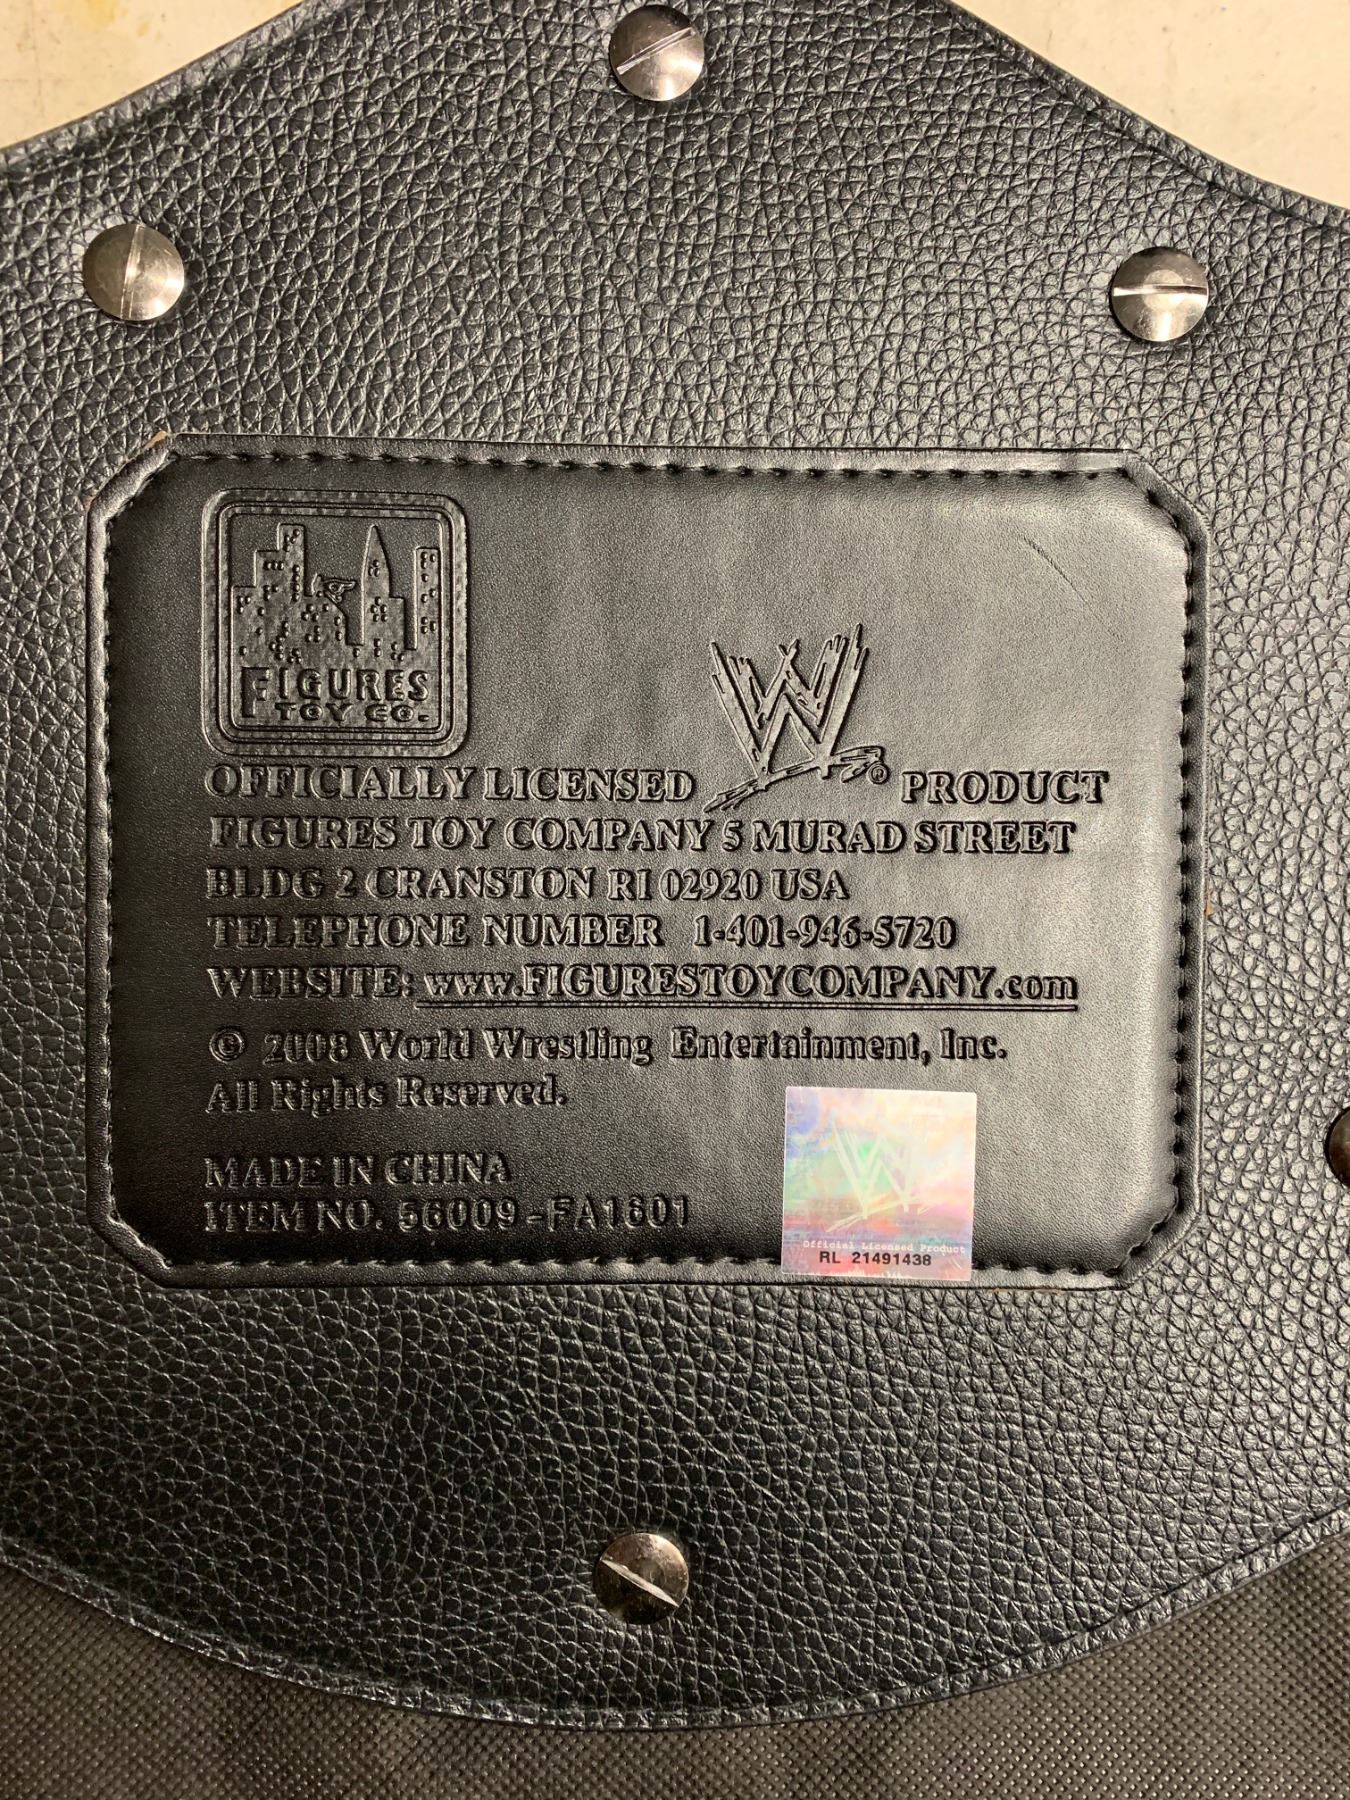 FIGURES
TOY CO.
OFFICIALLY LICENSED W® PRODUCT
FIGURES TOY COMPANY 5 MURAD STREET
BLDG 2 CRANSTON RI 02920 USA
TELEPHONE NUMBER 1-401-946-5720
WEBSITE: www.FIGURESTOYCOMPANY.com
© 2008 World Wrestling Entertainment, Inc.
All Rights Reserved.
MADE IN CHINA
ITEM NO. 56009-FA1601
W
Official Licensed Product
RL 21491438